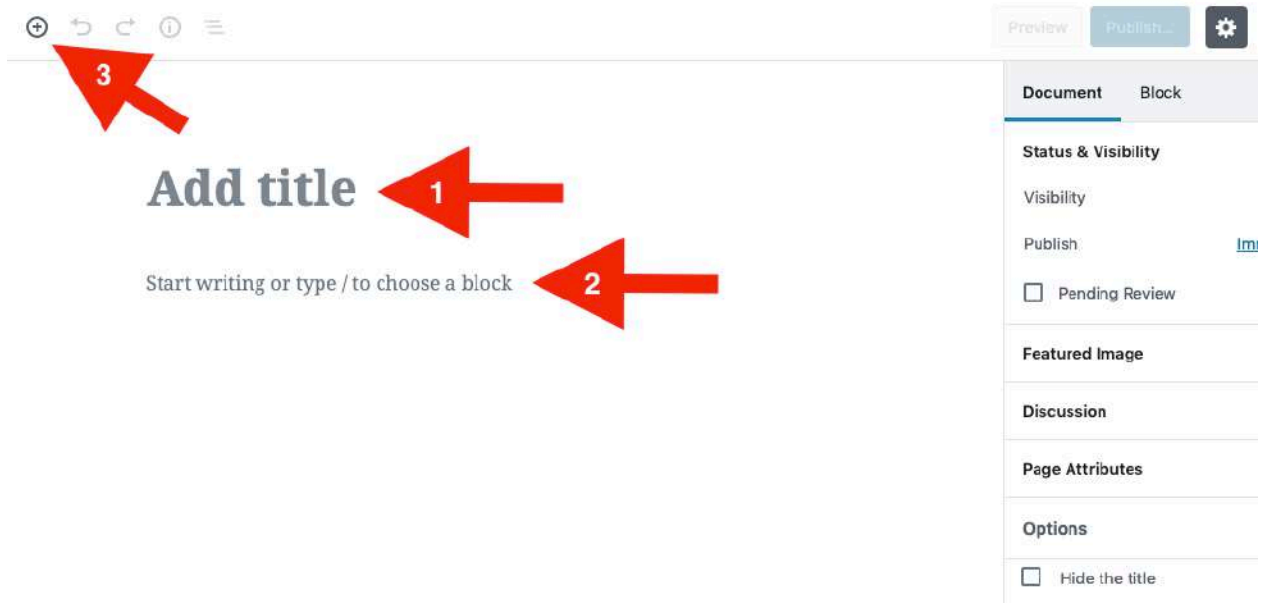 Preview Publish...
3
Document Block
Status & Visibility
Add title
1
Visibility
Publish
Start writing or type / to choose a block
2
Pending Review
Featured Image
Discussion
Page Attributes
Options
Hide the title